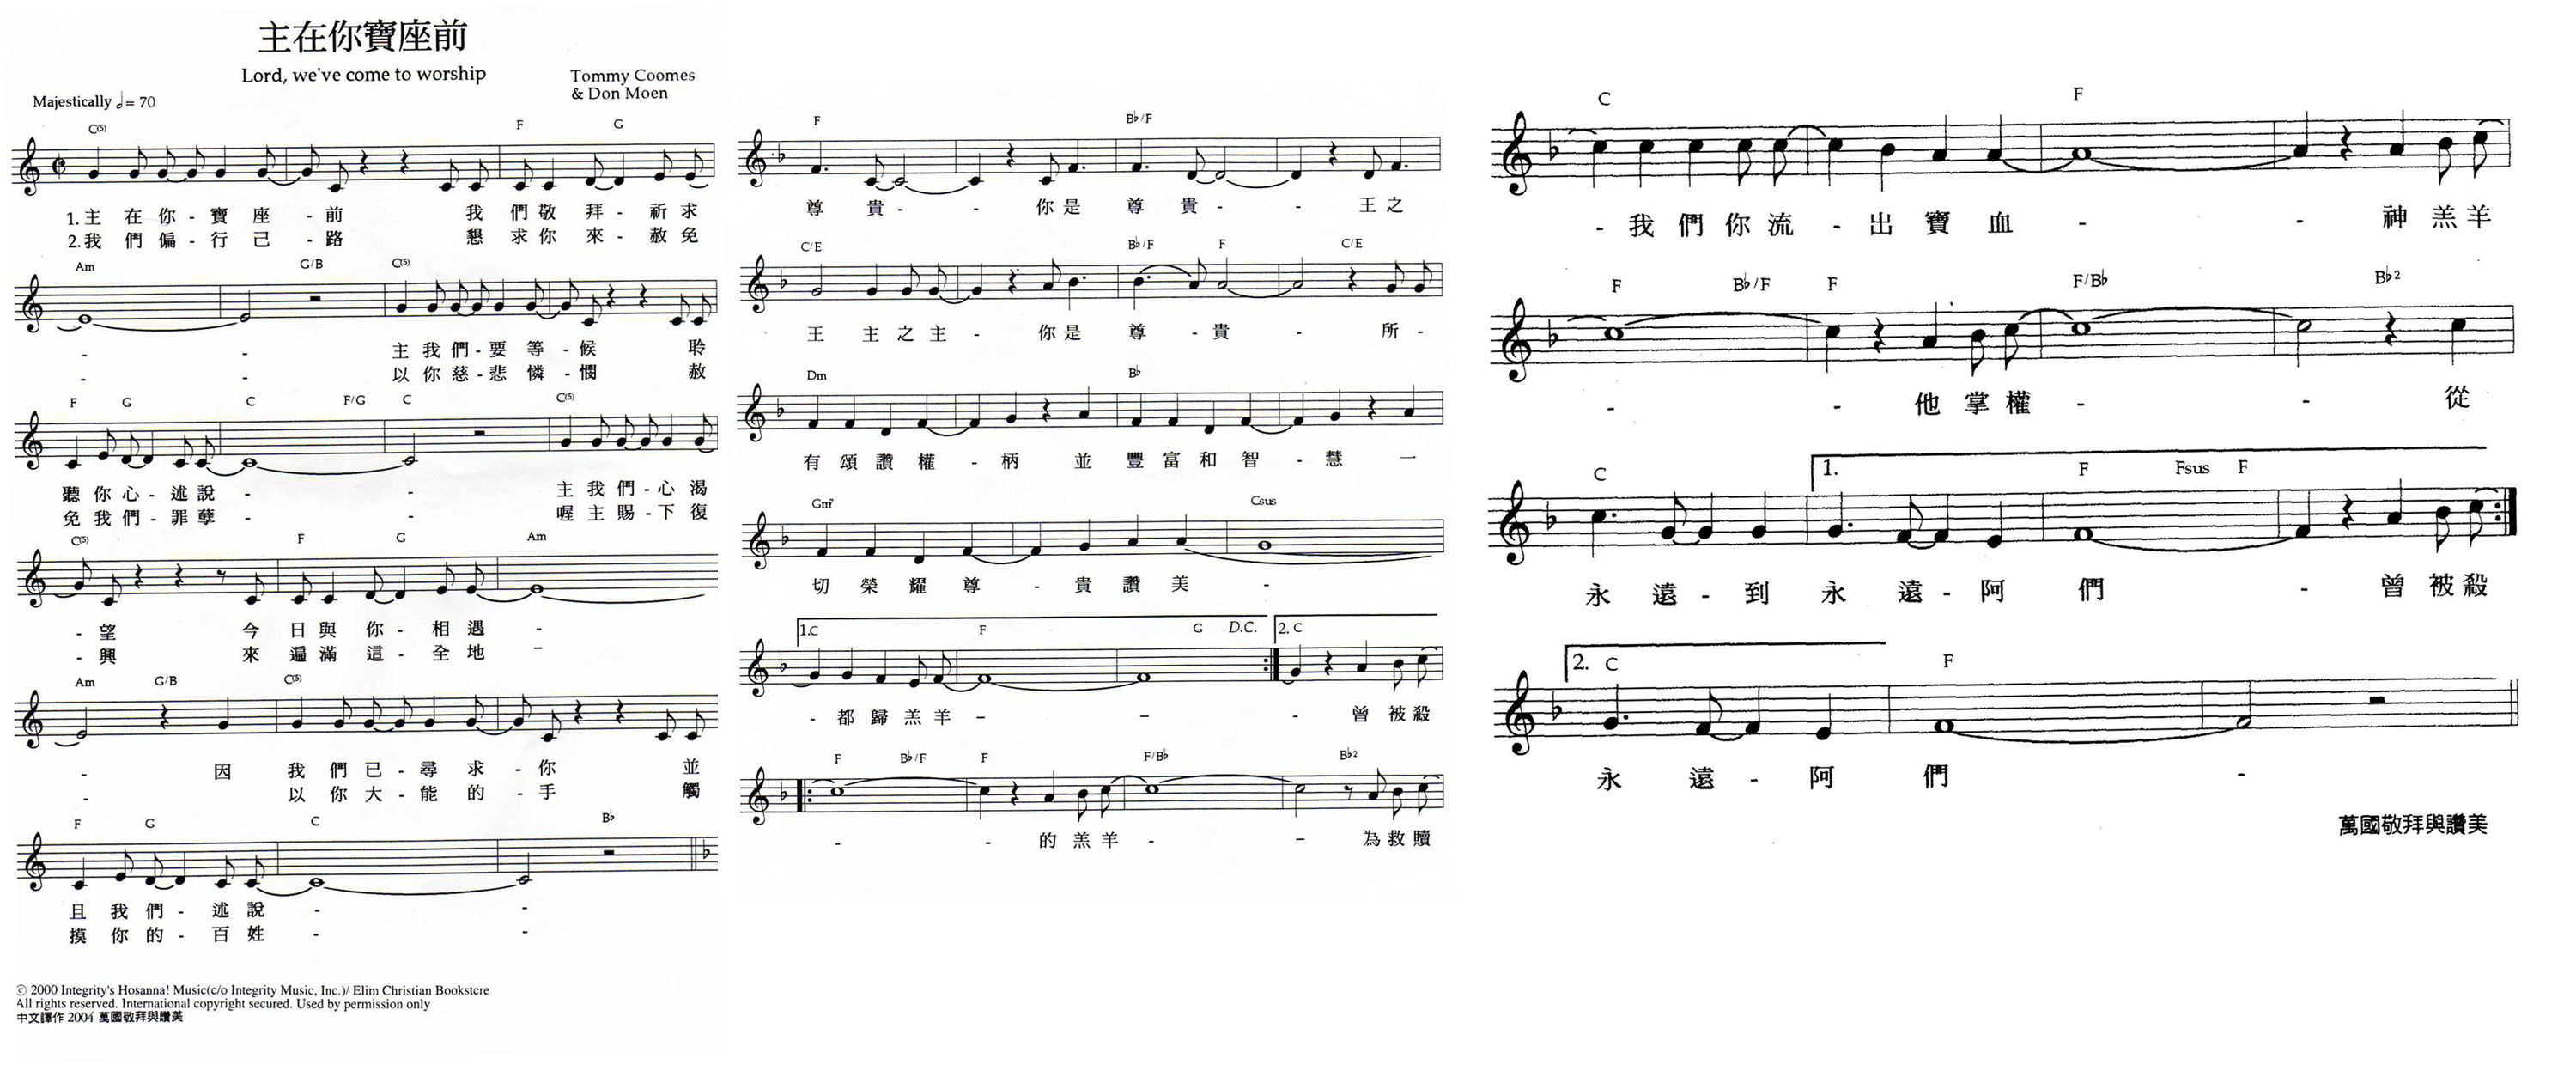 主在你寶座前
Lord, we've come to worship
Tommy Coomes
& Don Moen
Majestically = 70
C(5) F G
1.主 在 你 - 寶 座 - 前 我 們 敬 拜 - 祈 求
2.我 們 偏 - 行 己 - 路 懇 求 你 來 - 赦 免
Am G/B C(5)
- - 主 我 們 - 要 等 - 候 聆
- - 以 你 慈 - 悲 憐 - 憫 赦
F G C F/G C C(5)
聽 你 心 - 述 說 - - 主 我 們 - 心 渴
免 我 們 - 罪 孽 - - 喔 主 賜 - 下 復
C(5) F G Am
- 望 今 日 與 你 - 相 遇 -
- 興 來 遍 滿 這 - 全 地 -
Am G/B C(5)
- 因 我 們 已 - 尋 求 - 你 並
- 以 你 大 - 能 的 - 手 觸
F G C B♭
且 我 們 - 述 說 - -
摸 你 的 - 百 姓 - -
© 2000 Integrity's Hosanna! Music(c/o Integrity Music, Inc.)/ Elim Christian Bookstore
All rights reserved. International copyright secured. Used by permission only
中文譯作 2004 萬國敬拜與讚美
F B♭/F
尊 貴 - - 你 是 尊 貴 - - 王 之
C/E B♭/F F C/E
王 主 之 主 - 你 是 尊 - 貴 - 所 -
Dm B♭
有 頌 讚 權 - 柄 並 豐 富 和 智 - 慧 一
Gm7 Csus
切 榮 耀 尊 - 貴 讚 美 -
1.C F G D.C. 2. C
- 都 歸 羔 羊 - - - 曾 被 殺
F B♭/F F F/B♭ B♭2
- - 的 羔 羊 - - 為 救 贖
C F
- 我 們 你 流 - 出 寶 血 - - 神 羔 羊
F B♭/F F F/B♭ B♭2
- - 他 掌 權 - - 從
C 1. F Fsus F
永 遠 - 到 永 遠 - 阿 們 - 曾 被 殺
2. C F
永 遠 - 阿 們 -
萬國敬拜與讚美